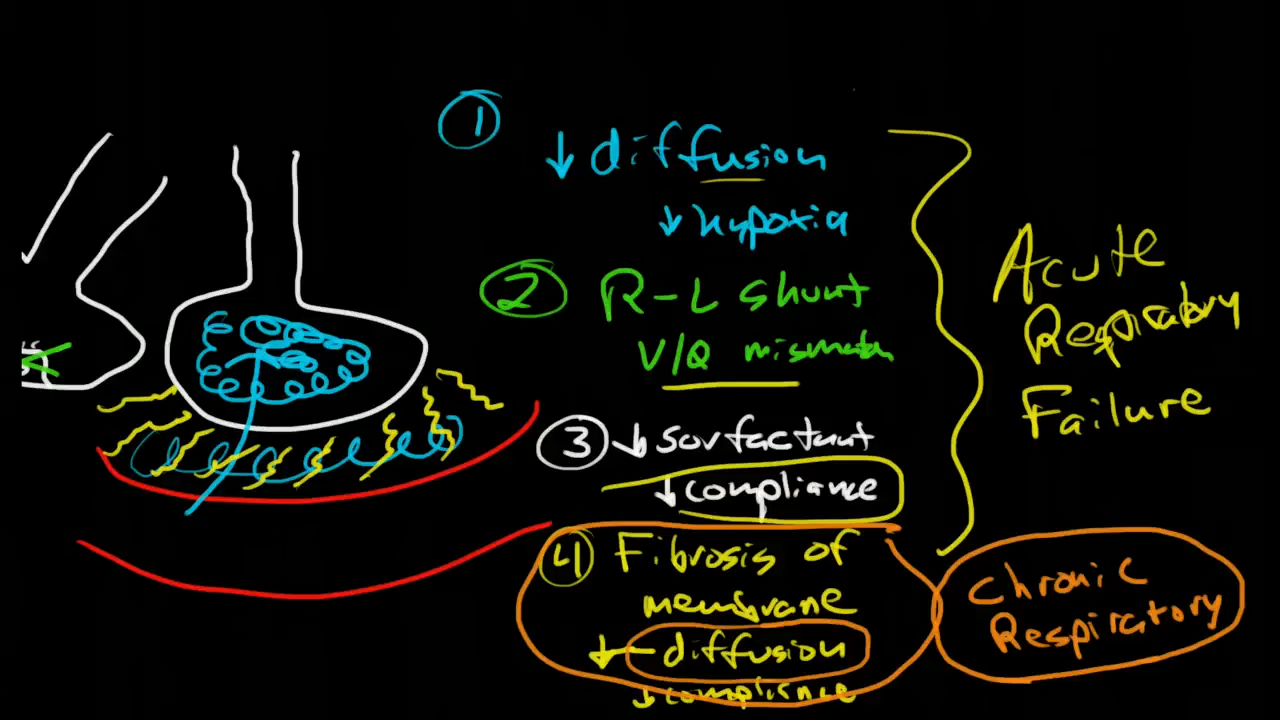 1
↓ diffusion
↓ hypoxia
2 R-L shunt
V/Q mismatch
3 ↓ surfactant
↓ compliance
4 Fibrosis of
membrane
↓ diffusion
↓ compliance
Acute
Respiratory
Failure
Chronic
Respiratory